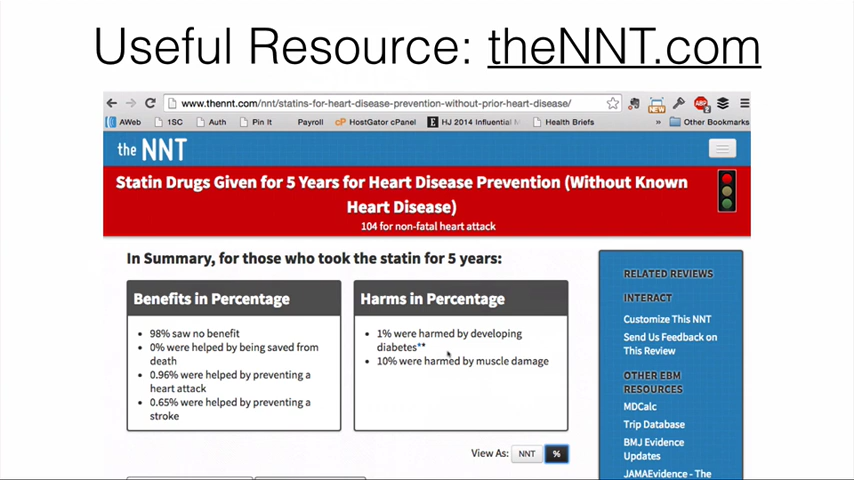 Useful Resource: theNNT.com
www.thennt.com/nnt/statins-for-heart-disease-prevention-without-prior-heart-disease/
AWeb 1SC Auth Pin It Payroll cP HostGator cPanel HJ 2014 Influential M Health Briefs » Other Bookmarks
the NNT
Statin Drugs Given for 5 Years for Heart Disease Prevention (Without Known
Heart Disease)
104 for non-fatal heart attack
In Summary, for those who took the statin for 5 years:
Benefits in Percentage
• 98% saw no benefit
• 0% were helped by being saved from
death
• 0.96% were helped by preventing a
heart attack
• 0.65% were helped by preventing a
stroke
Harms in Percentage
• 1% were harmed by developing
diabetes**
• 10% were harmed by muscle damage
View As: NNT %
RELATED REVIEWS
INTERACT
Customize This NNT
Send Us Feedback on
This Review
OTHER EBM
RESOURCES
MDCalc
Trip Database
BMJ Evidence
Updates
JAMAEvidence - The